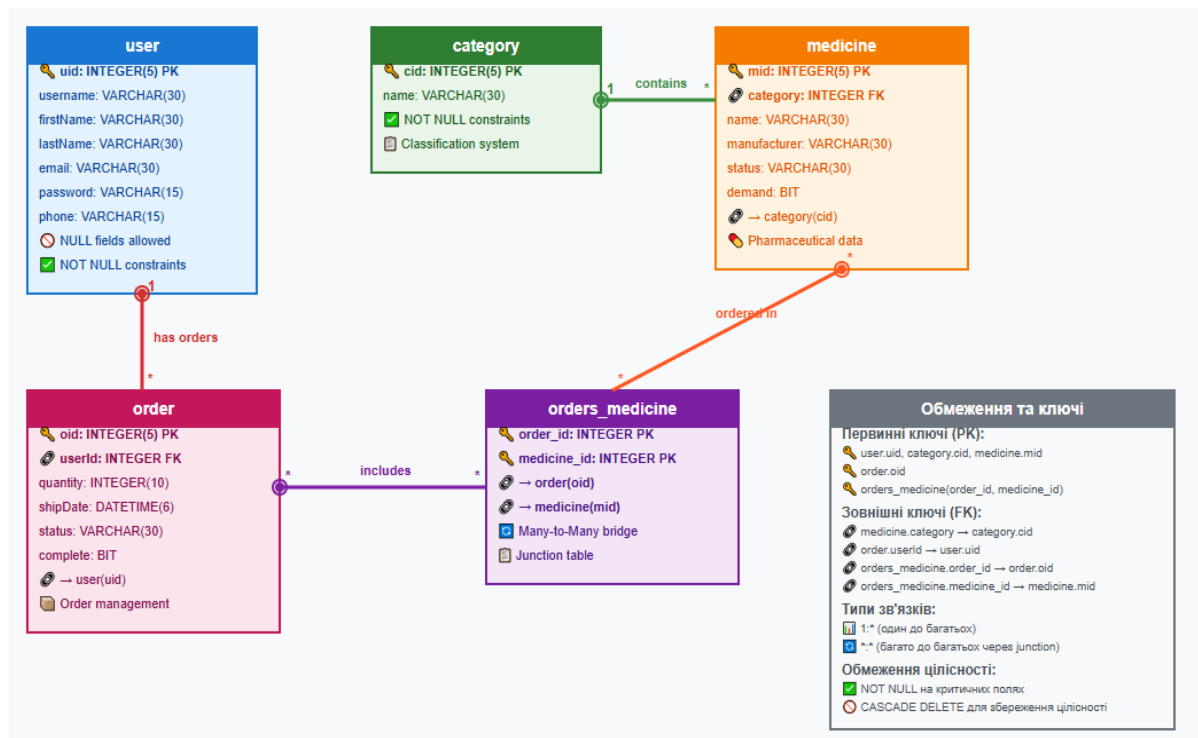 user
🔑 uid: INTEGER(5) PK
username: VARCHAR(30)
firstName: VARCHAR(30)
lastName: VARCHAR(30)
email: VARCHAR(30)
password: VARCHAR(15)
phone: VARCHAR(15)
🚫 NULL fields allowed
✅ NOT NULL constraints
category
🔑 cid: INTEGER(5) PK
name: VARCHAR(30)
✅ NOT NULL constraints
📋 Classification system
1
contains
*
medicine
🔑 mid: INTEGER(5) PK
🔗 category: INTEGER FK
name: VARCHAR(30)
manufacturer: VARCHAR(30)
status: VARCHAR(30)
demand: BIT
🔗 → category(cid)
💊 Pharmaceutical data
1
has orders
*
*
ordered in
*
order
🔑 oid: INTEGER(5) PK
🔗 userId: INTEGER FK
quantity: INTEGER(10)
shipDate: DATETIME(6)
status: VARCHAR(30)
complete: BIT
🔗 → user(uid)
📦 Order management
*
includes
*
orders_medicine
🔑 order_id: INTEGER PK
🔑 medicine_id: INTEGER PK
🔗 → order(oid)
🔗 → medicine(mid)
🔄 Many-to-Many bridge
📋 Junction table
Обмеження та ключі
Первинні ключі (PK):
🔑 user.uid, category.cid, medicine.mid
🔑 order.oid
🔑 orders_medicine(order_id, medicine_id)
Зовнішні ключі (FK):
🔗 medicine.category → category.cid
🔗 order.userId → user.uid
🔗 orders_medicine.order_id → order.oid
🔗 orders_medicine.medicine_id → medicine.mid
Типи зв'язків:
📊 1:* (один до багатьох)
🔄 *:* (багато до багатьох через junction)
Обмеження цілісності:
✅ NOT NULL на критичних полях
🚫 CASCADE DELETE для збереження цілісності